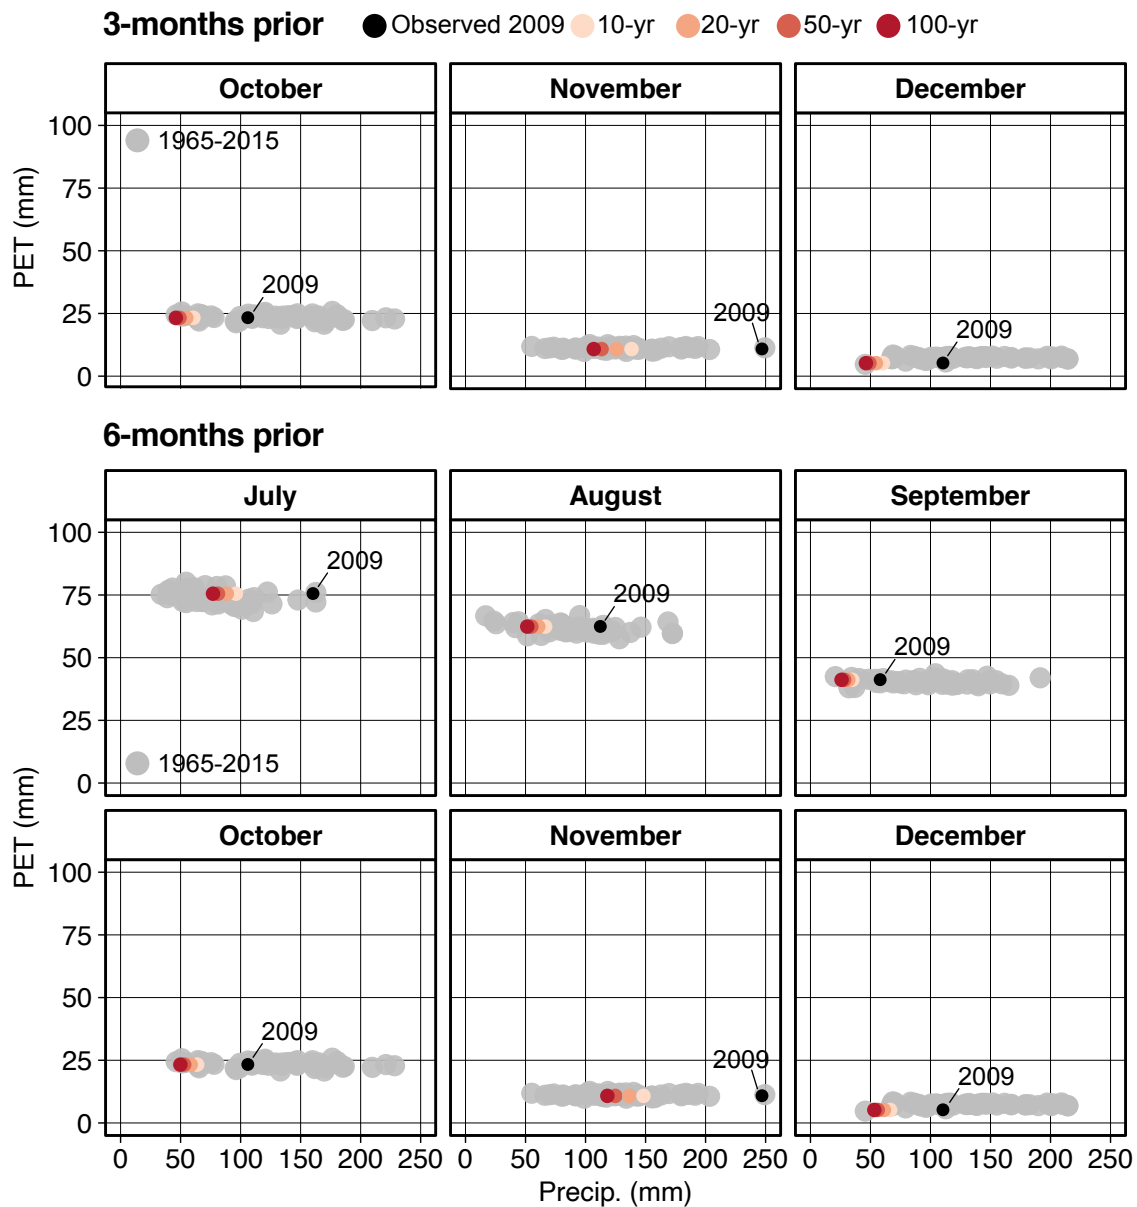 3-months prior Observed 2009 10-yr 20-yr 50-yr 100-yr
October November December
100
75
50
25
0
PET (mm)
1965-2015
2009
2009
2009
6-months prior
July August September
100
75
50
25
0
PET (mm)
2009
2009
2009
1965-2015
October November December
100
75
50
25
0
2009
2009
2009
0 50 100 150 200 250 0 50 100 150 200 250 0 50 100 150 200 250
Precip. (mm)